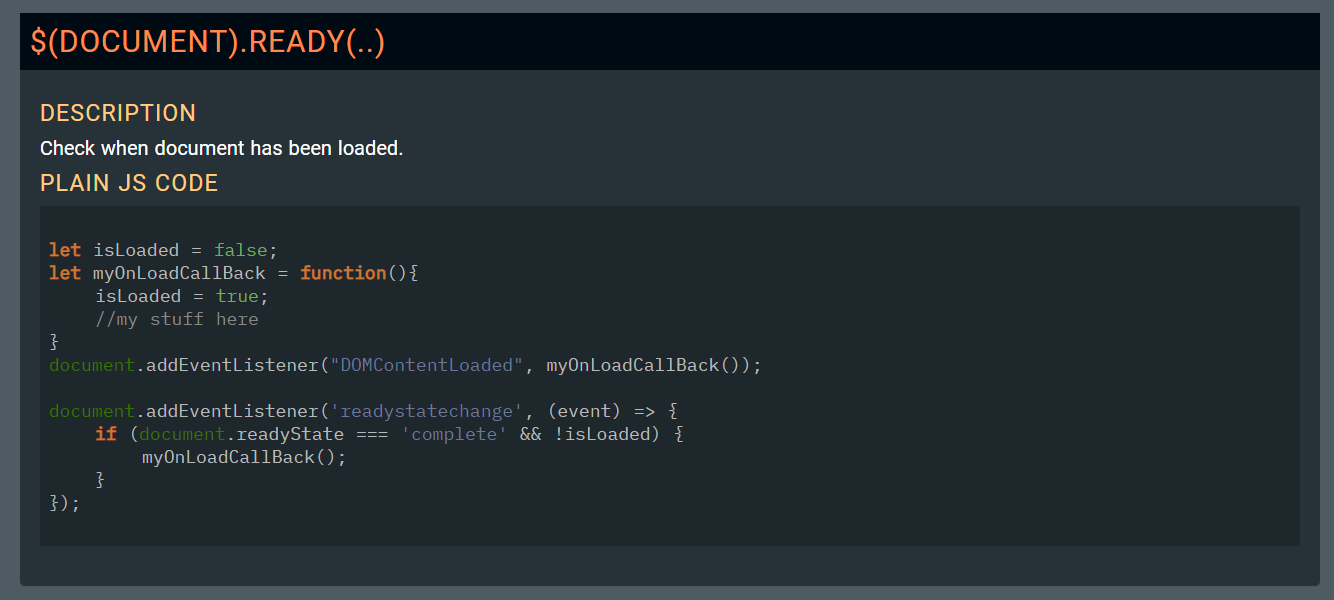 $(DOCUMENT).READY(..)
DESCRIPTION
Check when document has been loaded.
PLAIN JS CODE
let isLoaded = false;
let myOnLoadCallBack = function(){
    isLoaded = true;
    //my stuff here
}
document.addEventListener("DOMContentLoaded", myOnLoadCallBack());
document.addEventListener('readystatechange', (event) => {
    if (document.readyState === 'complete' && !isLoaded) {
        myOnLoadCallBack();
    }
});